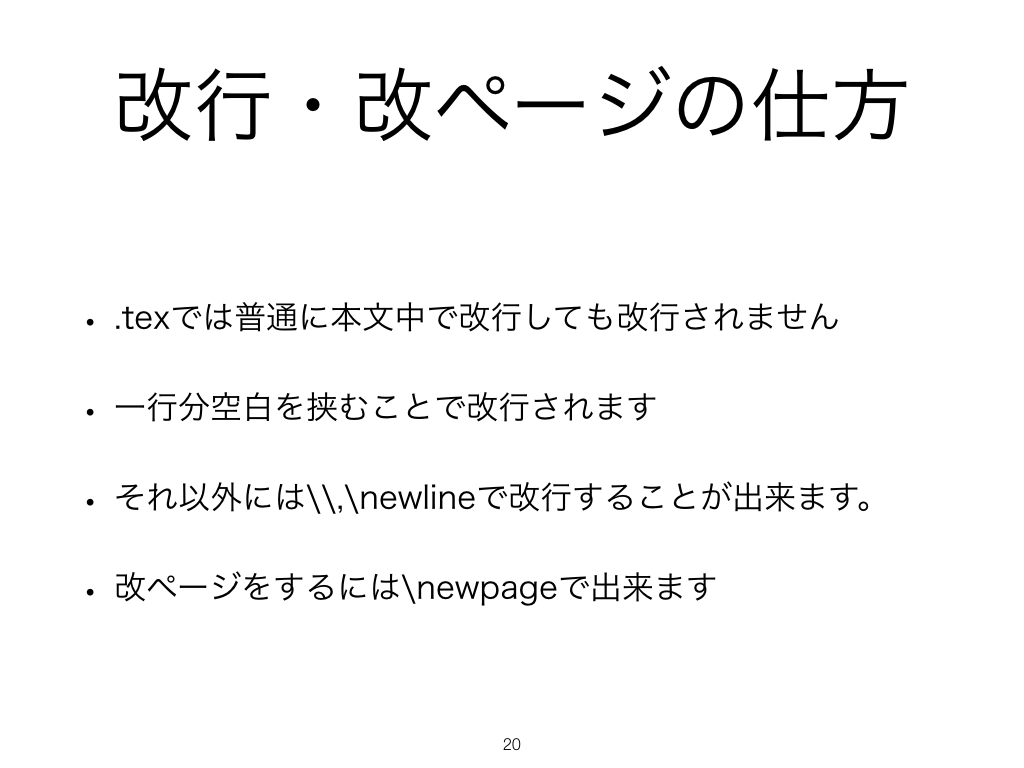 改行・改ページの仕方
• .texでは普通に本文中で改行しても改行されません
• 一行分空白を挟むことで改行されます
• それ以外には\\,\newlineで改行することが出来ます。
• 改ページをするには\newpageで出来ます
20